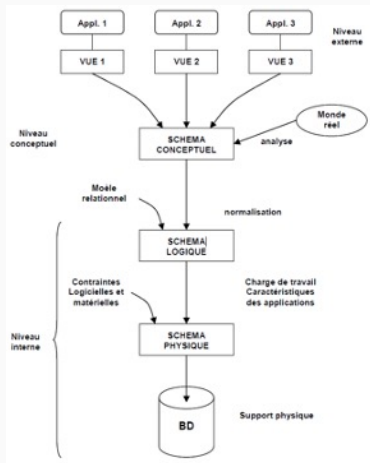 Appl. 1
Appl. 2
Appl. 3
Niveau
externe
VUE 1
VUE 2
VUE 3
Monde
réel
Niveau
conceptuel
SCHEMA
CONCEPTUEL
analyse
Moèle
relationnel
normalisation
SCHEMA
LOGIQUE
Contraintes
Logicielles et
matérielles
Charge de travail
Caractéristiques
des applications
Niveau
interne
SCHEMA
PHYSIQUE
BD
Support physique